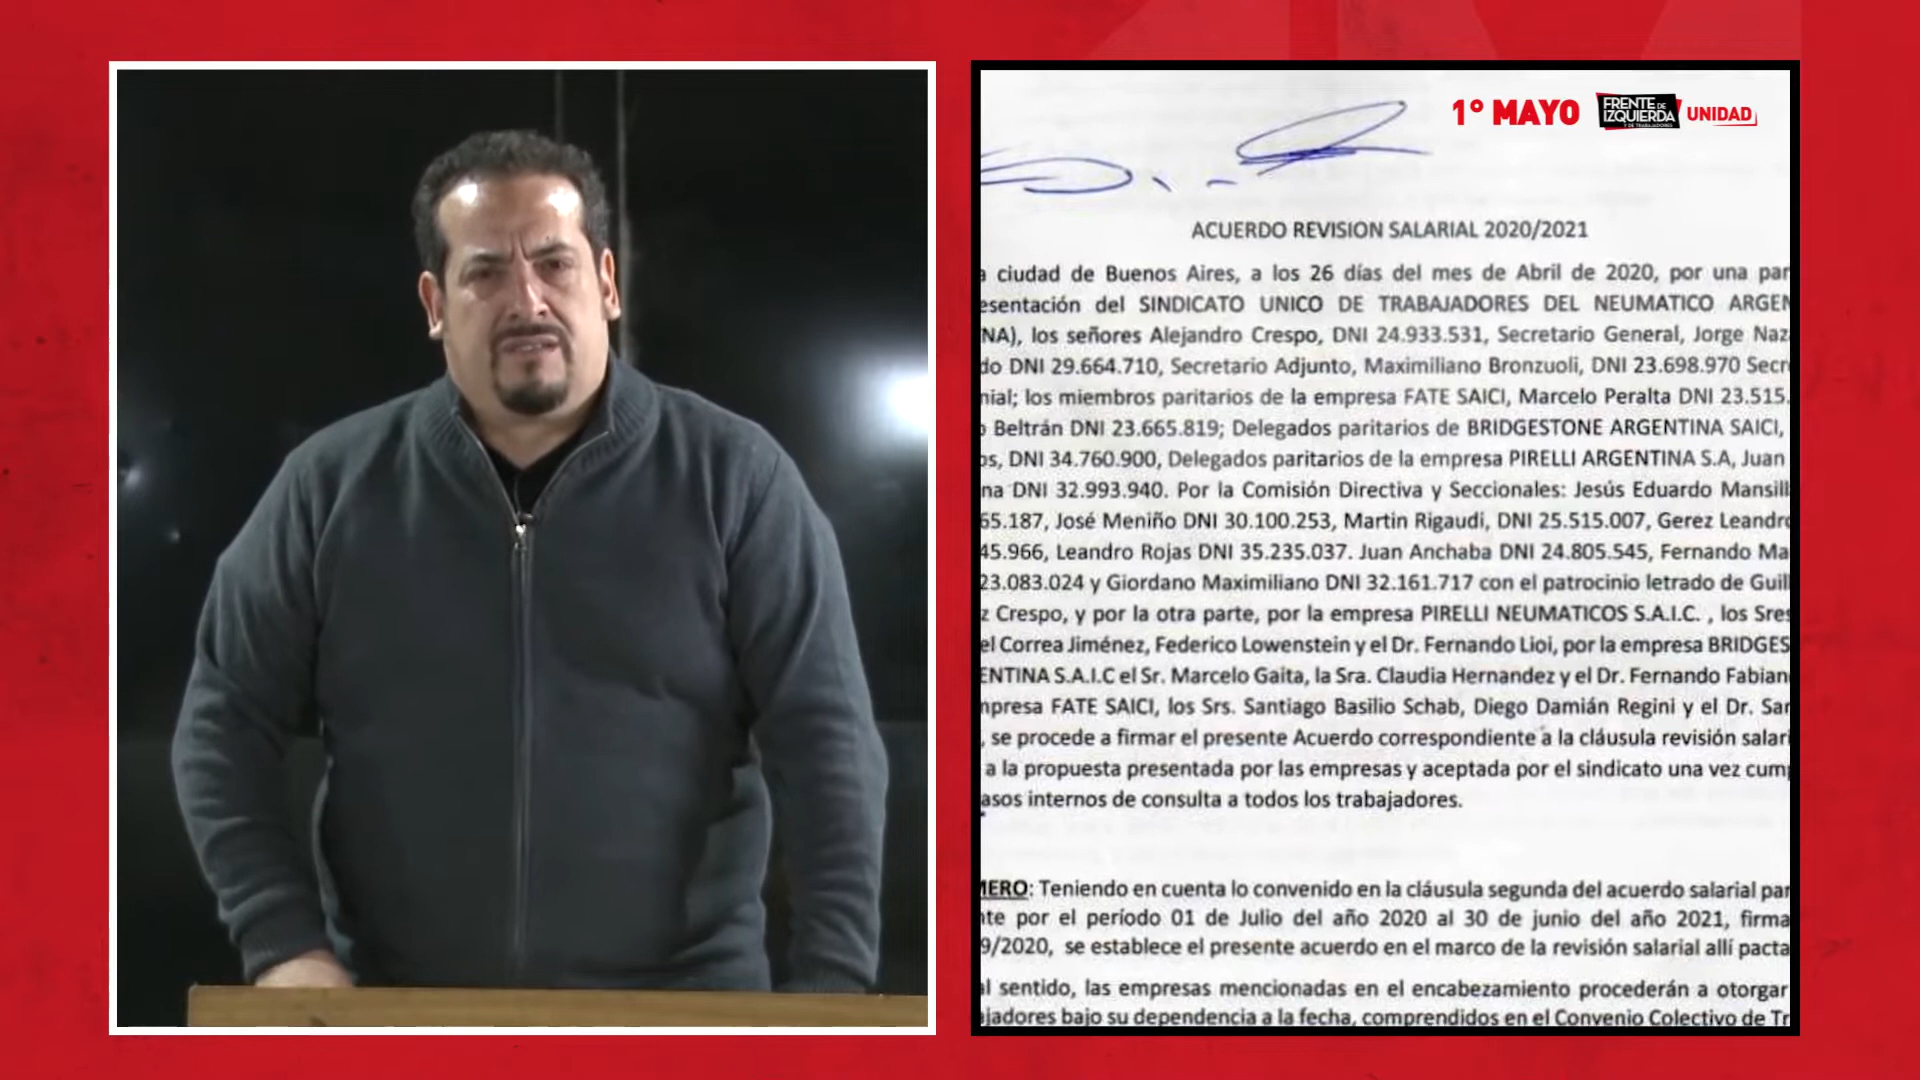 1° MAYO FRENTE DE IZQUIERDA Y DE TRABAJADORES UNIDAD
ACUERDO REVISION SALARIAL 2020/2021
a ciudad de Buenos Aires, a los 26 días del mes de Abril de 2020, por una par
esentación del SINDICATO UNICO DE TRABAJADORES DEL NEUMATICO ARGEN
NA), los señores Alejandro Crespo, DNI 24.933.531, Secretario General, Jorge Naz
do DNI 29.664.710, Secretario Adjunto, Maximiliano Bronzuoli, DNI 23.698.970 Secr
nial; los miembros paritarios de la empresa FATE SAICI, Marcelo Peralta DNI 23.515.
o Beltrán DNI 23.665.819; Delegados paritarios de BRIDGESTONE ARGENTINA SAICI,
os, DNI 34.760.900, Delegados paritarios de la empresa PIRELLI ARGENTINA S.A, Juan
na DNI 32.993.940. Por la Comisión Directiva y Seccionales: Jesús Eduardo Mansill
65.187, José Meniño DNI 30.100.253, Martin Rigaudi, DNI 25.515.007, Gerez Leandro
45.966, Leandro Rojas DNI 35.235.037. Juan Anchaba DNI 24.805.545, Fernando Ma
23.083.024 y Giordano Maximiliano DNI 32.161.717 con el patrocinio letrado de Guil
z Crespo, y por la otra parte, por la empresa PIRELLI NEUMATICOS S.A.I.C. , los Sres
el Correa Jiménez, Federico Lowenstein y el Dr. Fernando Lioi, por la empresa BRIDGES
ENTINA S.A.I.C el Sr. Marcelo Gaita, la Sra. Claudia Hernandez y el Dr. Fernando Fabian
mpresa FATE SAICI, los Srs. Santiago Basilio Schab, Diego Damián Regini y el Dr. Sar
, se procede a firmar el presente Acuerdo correspondiente a la cláusula revisión salari
a la propuesta presentada por las empresas y aceptada por el sindicato una vez cump
asos internos de consulta a todos los trabajadores.
MERO: Teniendo en cuenta lo convenido en la cláusula segunda del acuerdo salarial par
nte por el período 01 de Julio del año 2020 al 30 de junio del año 2021, firma
9/2020, se establece el presente acuerdo en el marco de la revisión salarial allí pacta
al sentido, las empresas mencionadas en el encabezamiento procederán a otorgar
ajadores bajo su dependencia a la fecha, comprendidos en el Convenio Colectivo de Tr